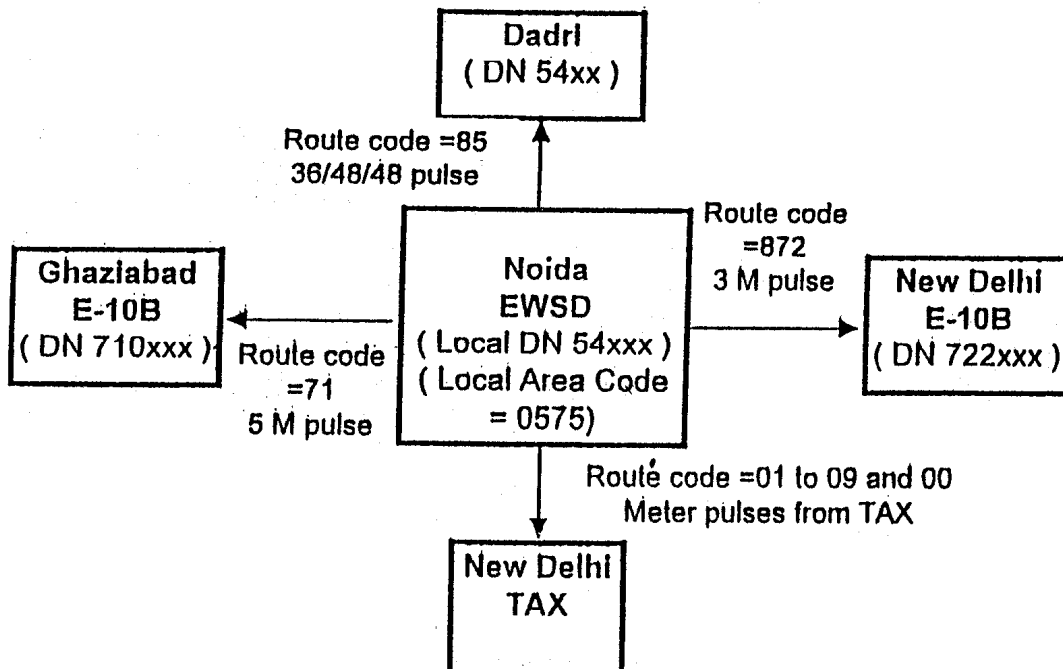 Dadri
( DN 54xx )
Route code =85
36/48/48 pulse
Route code
=872
3 M pulse
Ghaziabad
E-10B
( DN 710xxx )
Noida
EWSD
( Local DN 54xxx )
( Local Area Code
= 0575)
New Delhi
E-10B
( DN 722xxx )
Route code
=71
5 M pulse
Route code =01 to 09 and 00
Meter pulses from TAX
New Delhi
TAX